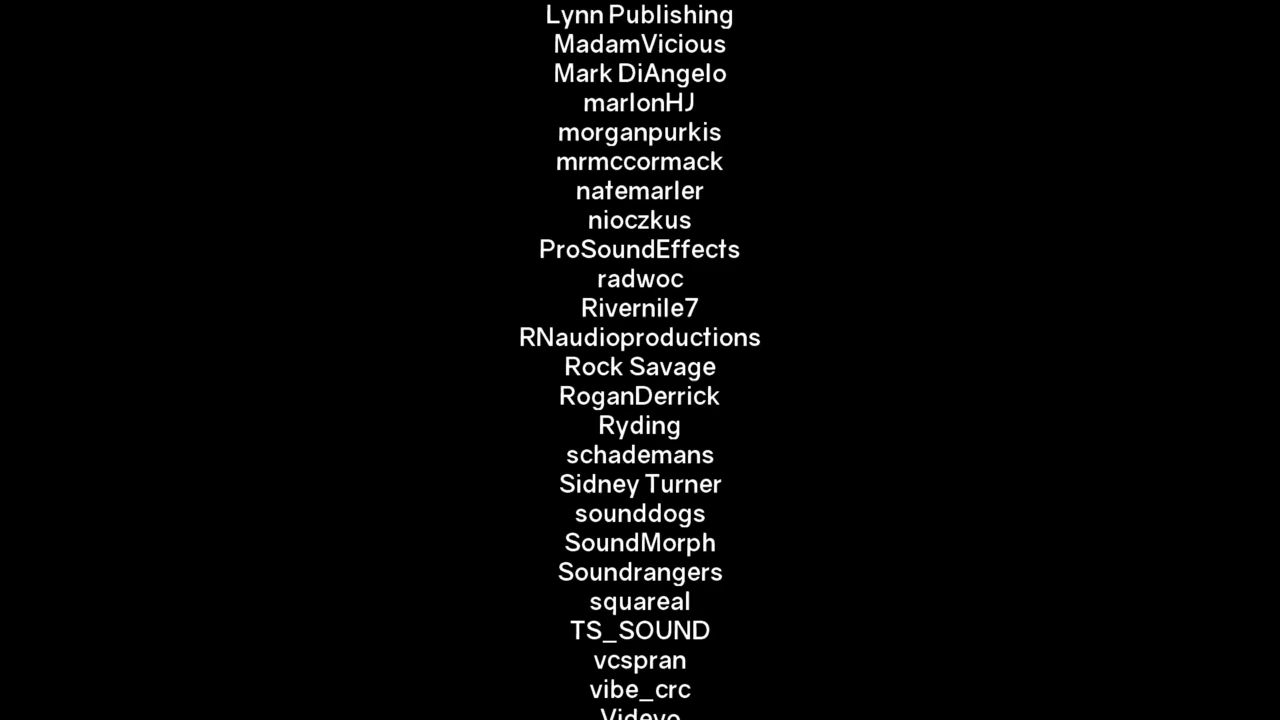 Lynn Publishing
MadamVicious
Mark DiAngelo
marlonHJ
morganpurkis
mrmccormack
natemarler
nioczkus
ProSoundEffects
radwoc
Rivernile7
RNaudioproductions
Rock Savage
RoganDerrick
Ryding
schademans
Sidney Turner
sounddogs
SoundMorph
Soundrangers
squareal
TS_SOUND
vcspran
vibe_crc
Videvo